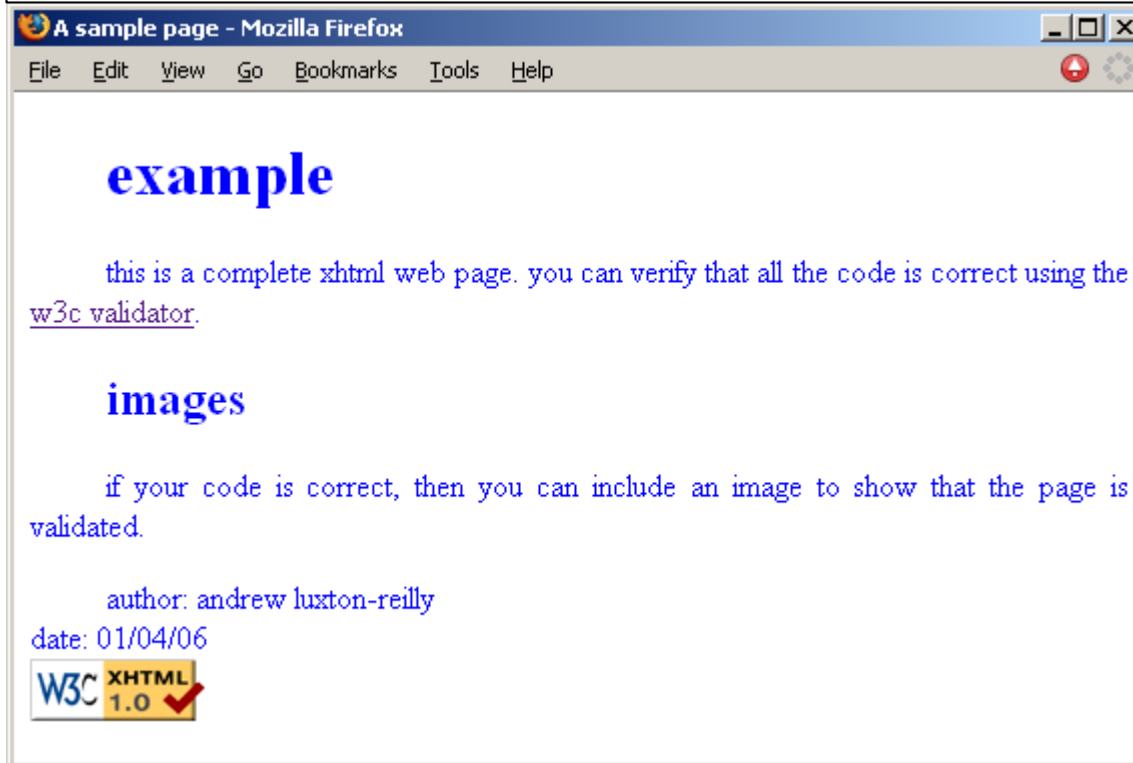 A sample page - Mozilla Firefox
File Edit View Go Bookmarks Tools Help
example
this is a complete xhtml web page. you can verify that all the code is correct using the
w3c validator.
images
if your code is correct, then you can include an image to show that the page is
validated.
author: andrew luxton-reilly
date: 01/04/06
W3C XHTML
1.0